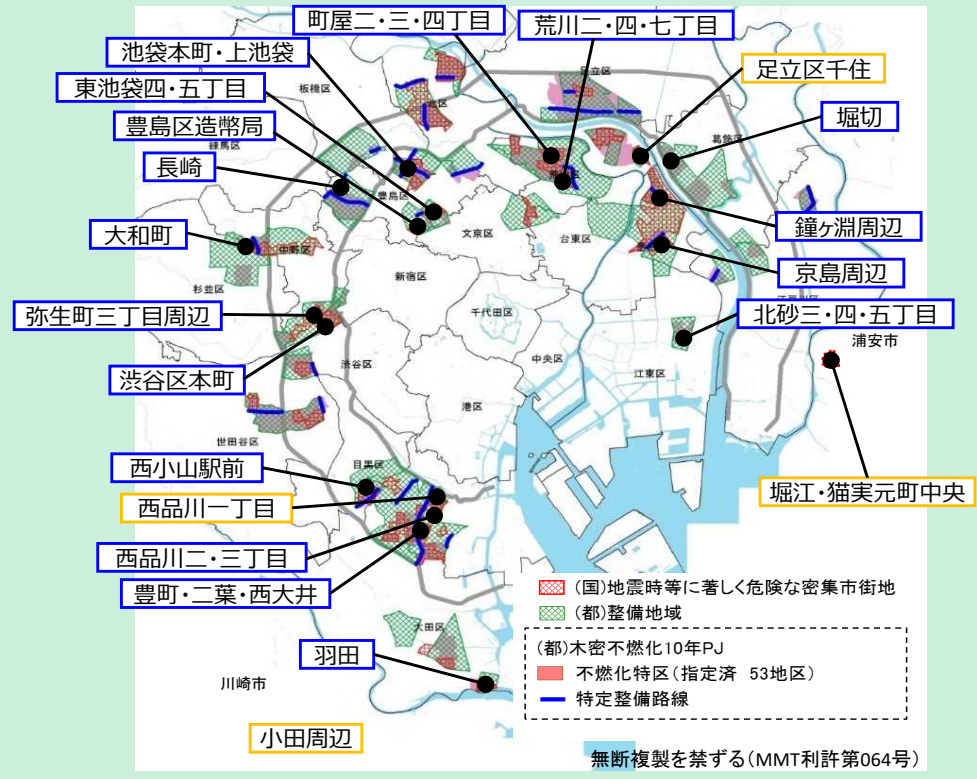 町屋二・三・四丁目
荒川二・四・七丁目
池袋本町・上池袋
足立区千住
東池袋四・五丁目
堀切
豊島区造幣局
長崎
鐘ヶ淵周辺
大和町
京島周辺
弥生町三丁目周辺
北砂三・四・五丁目
渋谷区本町
西小山駅前
堀江・猫実元町中央
西品川一丁目
西品川二・三丁目
豊町・二葉・西大井
羽田
小田周辺
板橋区
北区
足立区
葛飾区
練馬区
豊島区
文京区
台東区
中野区
杉並区
新宿区
千代田区
江戸川区
浦安市
渋谷区
中央区
江東区
港区
世田谷区
目黒区
大田区
川崎市
(国)地震時等に著しく危険な密集市街地
(都)整備地域
(都)木密不燃化10年PJ
不燃化特区(指定済 53地区)
特定整備路線
無断複製を禁ずる(MMT利許第064号)